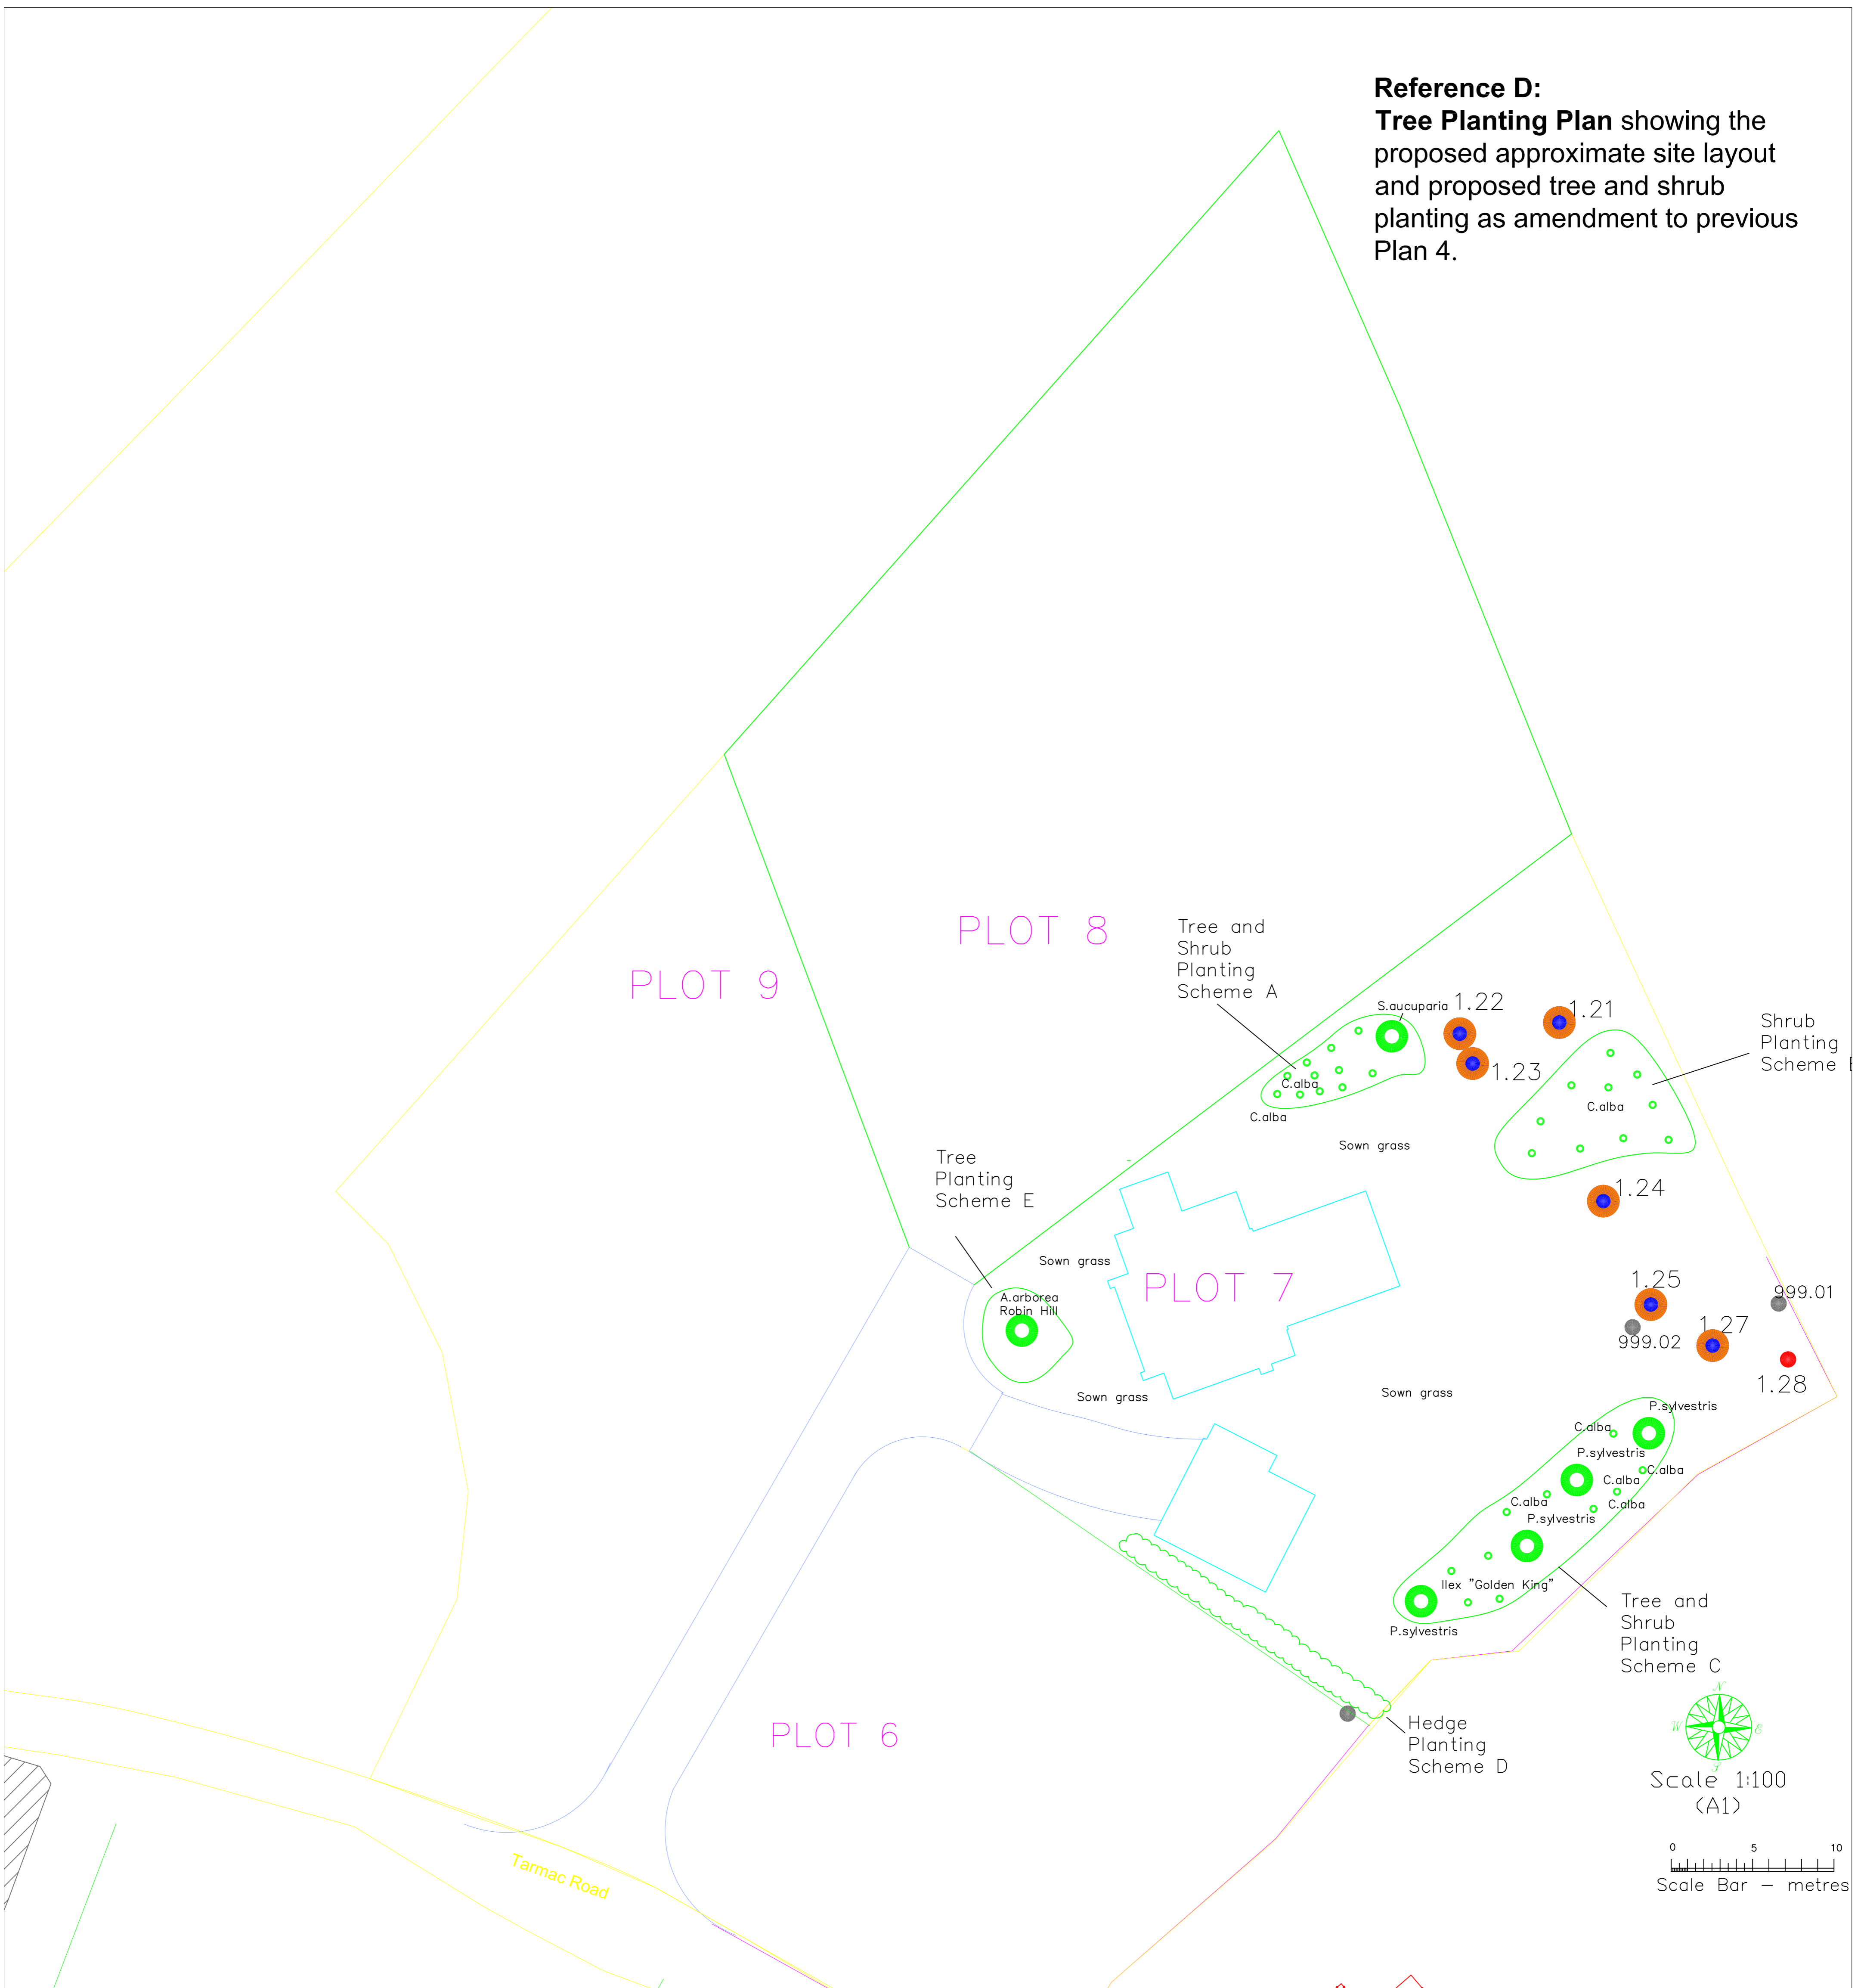 Reference D:
Tree Planting Plan showing the
proposed approximate site layout
and proposed tree and shrub
planting as amendment to previous
Plan 4.
PLOT 8
PLOT 9
Tree and
Shrub
Planting
Scheme A
S.aucuparia
1.22
1.21
1.23
Shrub
Planting
Scheme
C.alba
C.alba
C.alba
Sown grass
Tree
Planting
Scheme E
1.24
Sown grass
PLOT 7
A.arborea
Robin Hill
1.25
999.01
1.27
999.02
1.28
Sown grass
Sown grass
P.sylvestris
C.alba
P.sylvestris
C.alba
C.alba
C.alba
C.alba
P.sylvestris
Ilex "Golden King"
P.sylvestris
Tree and
Shrub
Planting
Scheme C
PLOT 6
Hedge
Planting
Scheme D
N
W
E
Scale 1:100
(A1)
0 5 10
Scale Bar – metres
Tarmac Road